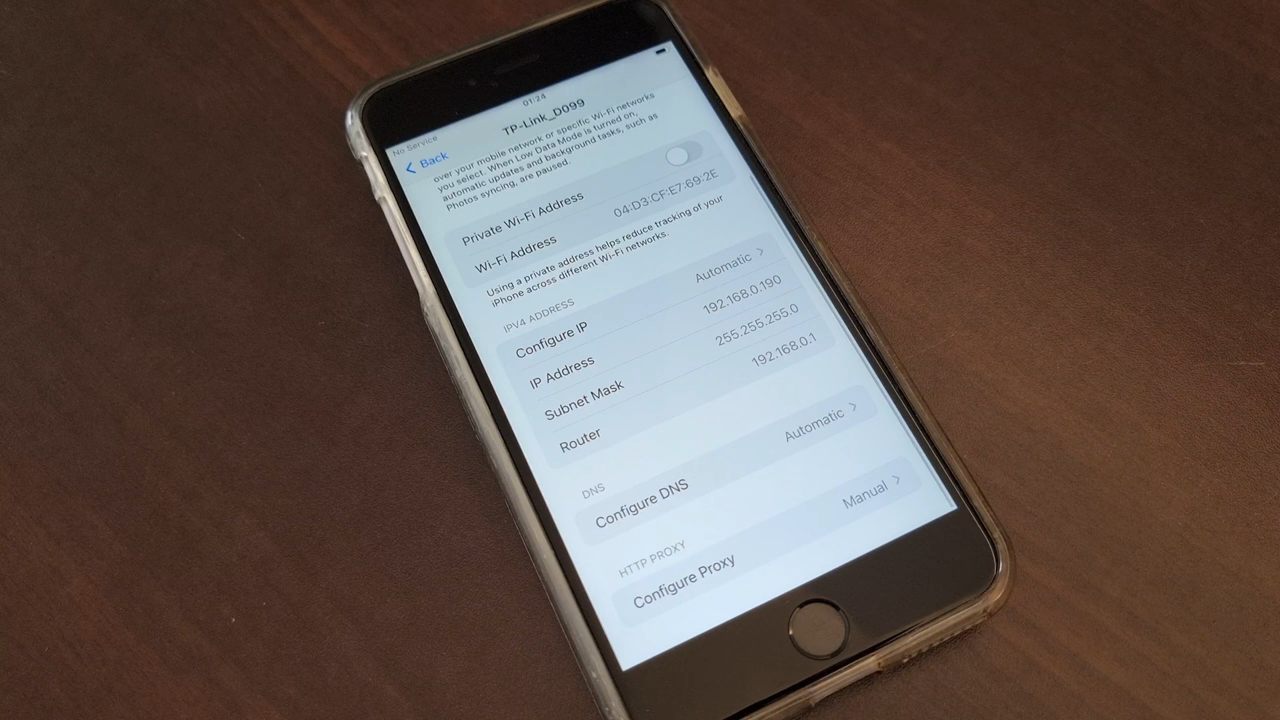 01:24
No Service
TP-Link_D099
Back
over your mobile network or specific Wi-Fi networks
you select. When Low Data Mode is turned on,
automatic updates and background tasks, such as
Photos syncing, are paused.
Private Wi-Fi Address
Wi-Fi Address 04:D3:CF:E7:69:2E
Using a private address helps reduce tracking of your
iPhone across different Wi-Fi networks.
IPV4 ADDRESS
Configure IP Automatic
IP Address 192.168.0.190
Subnet Mask 255.255.255.0
Router 192.168.0.1
DNS
Configure DNS Automatic
HTTP PROXY
Configure Proxy Manual